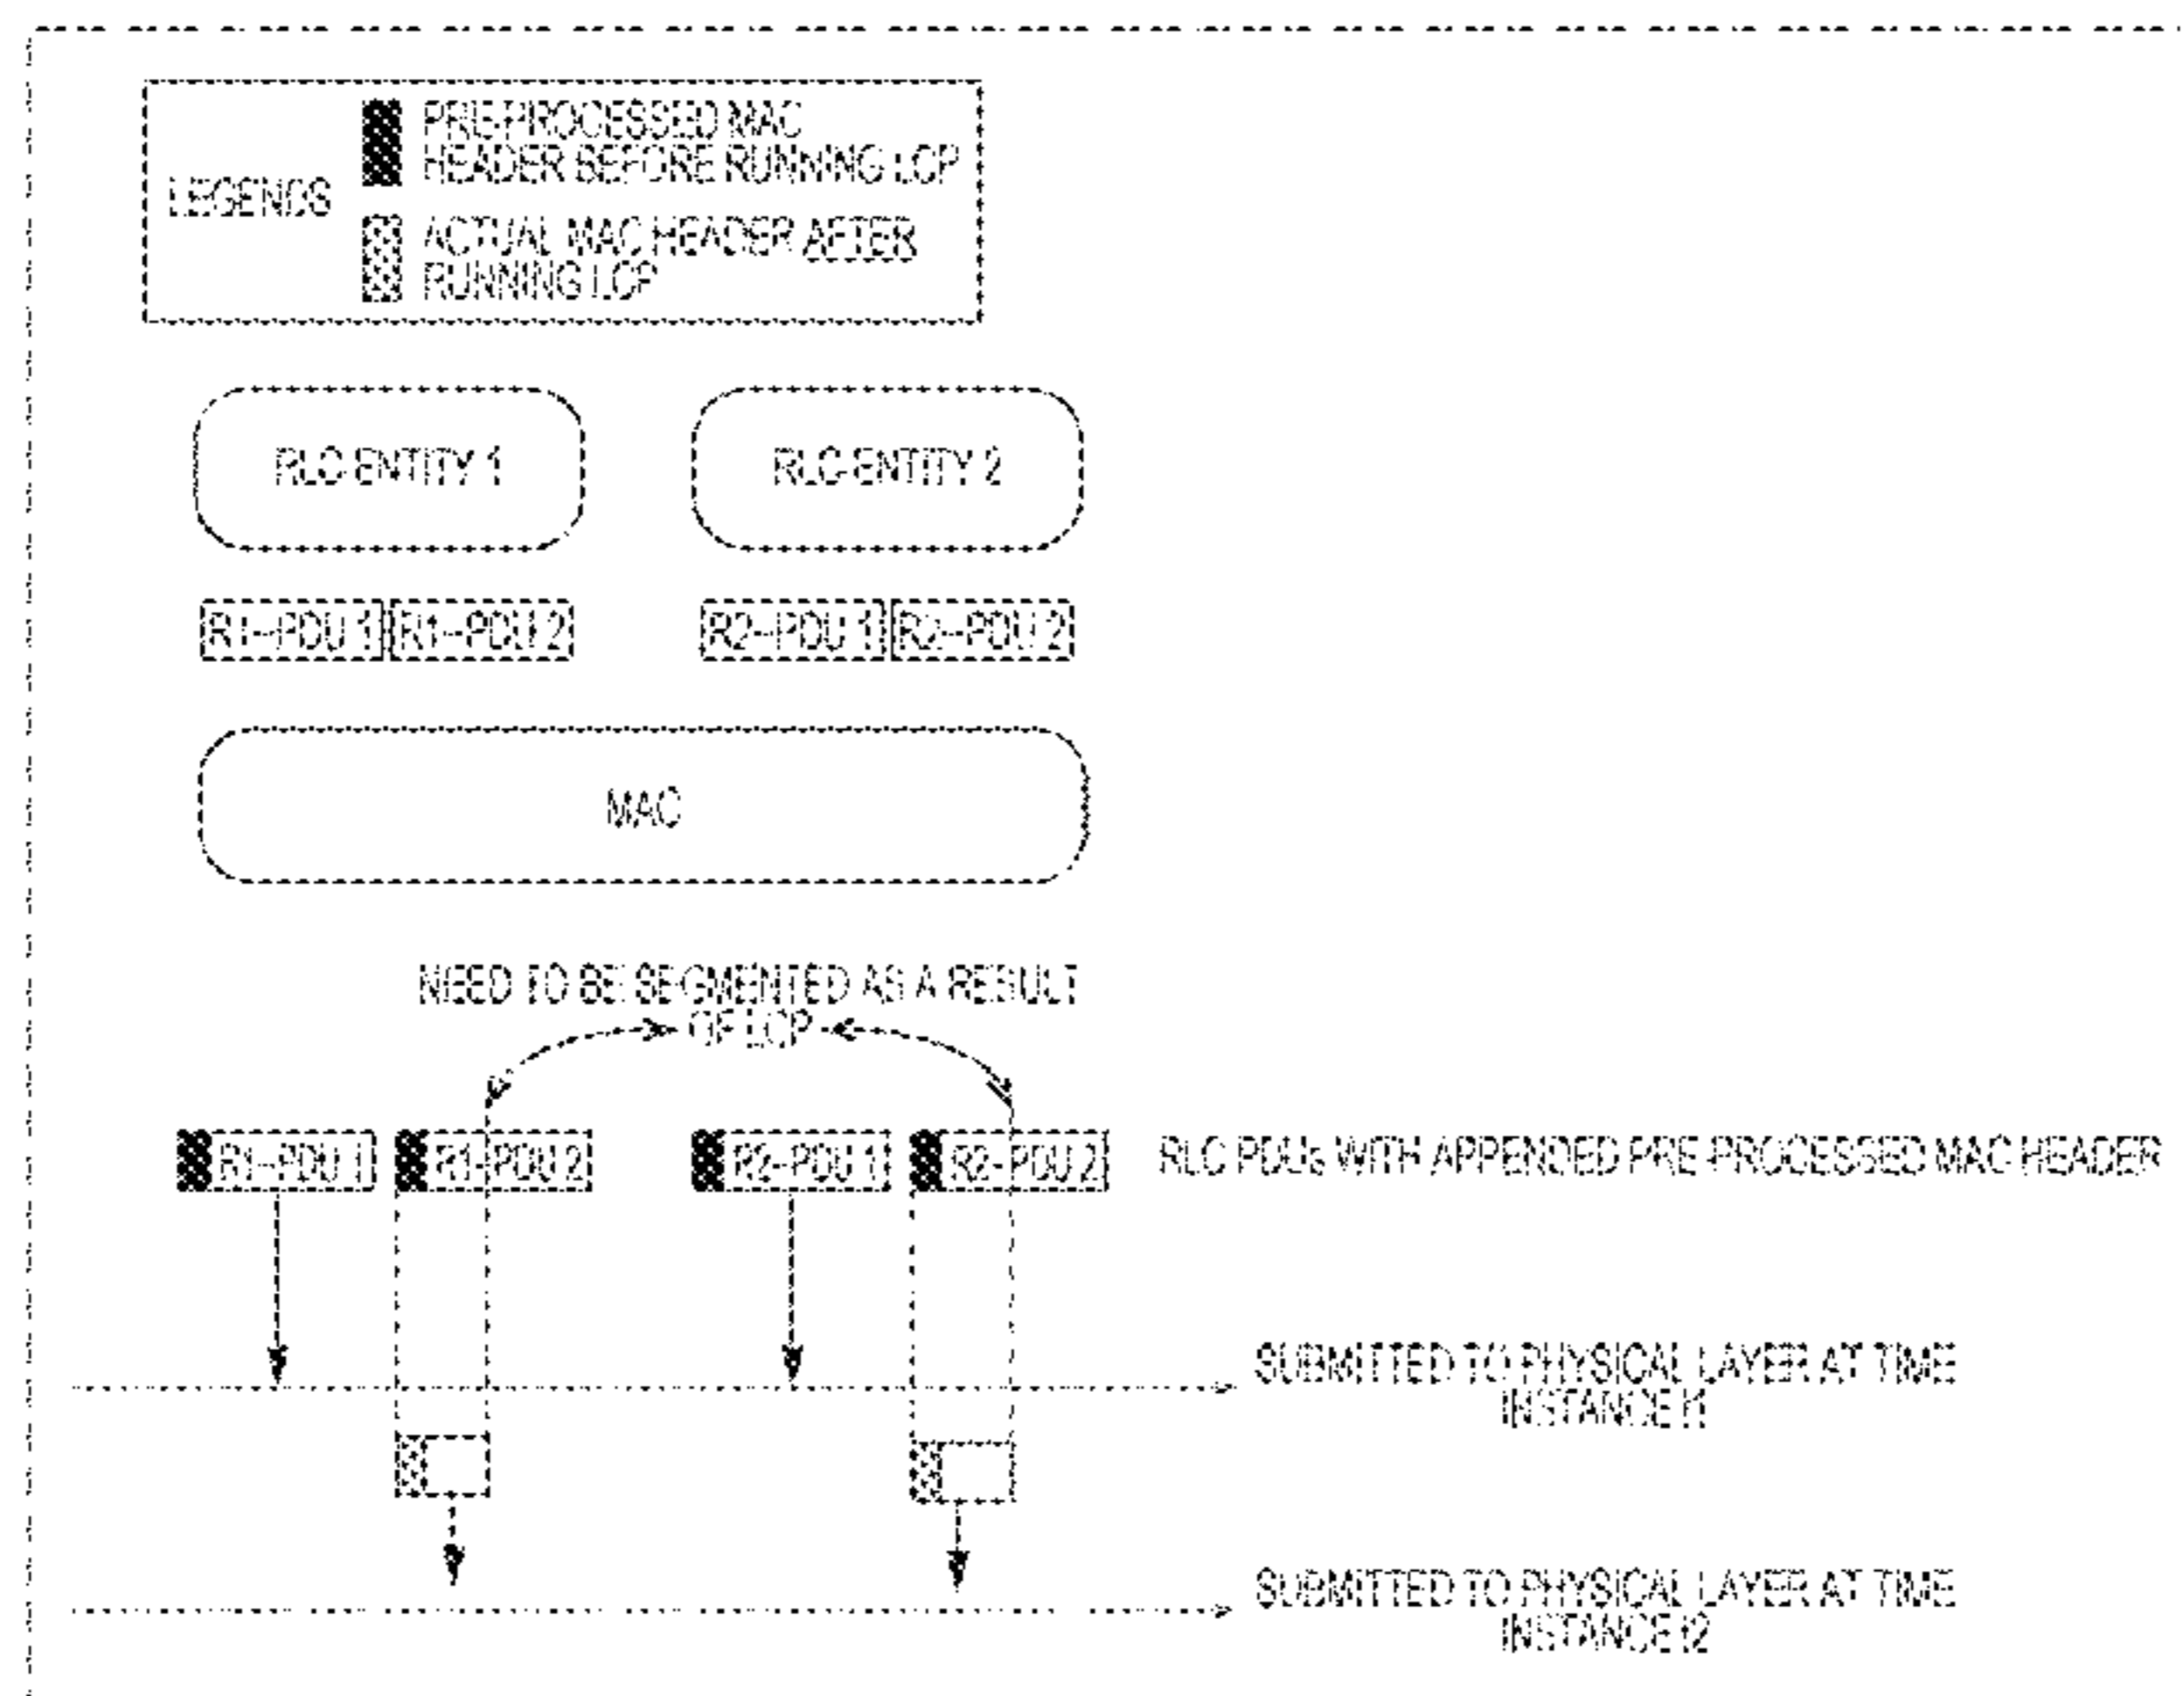 LEGENDS
PRE-PROCESSED MAC
HEADER BEFORE RUNNING LCP
ACTUAL MAC HEADER AFTER
RUNNING LCP
RLC ENTITY 1
RLC ENTITY 2
R1-PDU 1
R1-PDU 2
R2-PDU 1
R2-PDU 2
MAC
NEED TO BE SEGMENTED AS A RESULT
OF LCP
R1-PDU 1
R1-PDU 2
R2-PDU 1
R2-PDU 2
RLC PDUs WITH APPENDED PRE-PROCESSED MAC HEADER
SUBMITTED TO PHYSICAL LAYER AT TIME
INSTANCE t1
SUBMITTED TO PHYSICAL LAYER AT TIME
INSTANCE t2